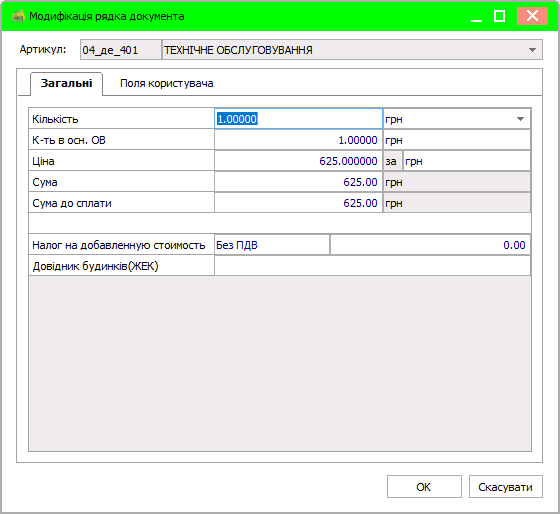 Модифікація рядка документа
Артикул: 04_де_401 ТЕХНІЧНЕ ОБСЛУГОВУВАННЯ
Загальні Поля користувача
Кількість 1.00000 грн
К-ть в осн. ОВ 1.00000 грн
Ціна 625.000000 за грн
Сума 625.00 грн
Сума до сплати 625.00 грн
Налог на добавленную стоимость Без ПДВ 0.00
Довідник будинків(ЖЕК)
ОК Скасувати